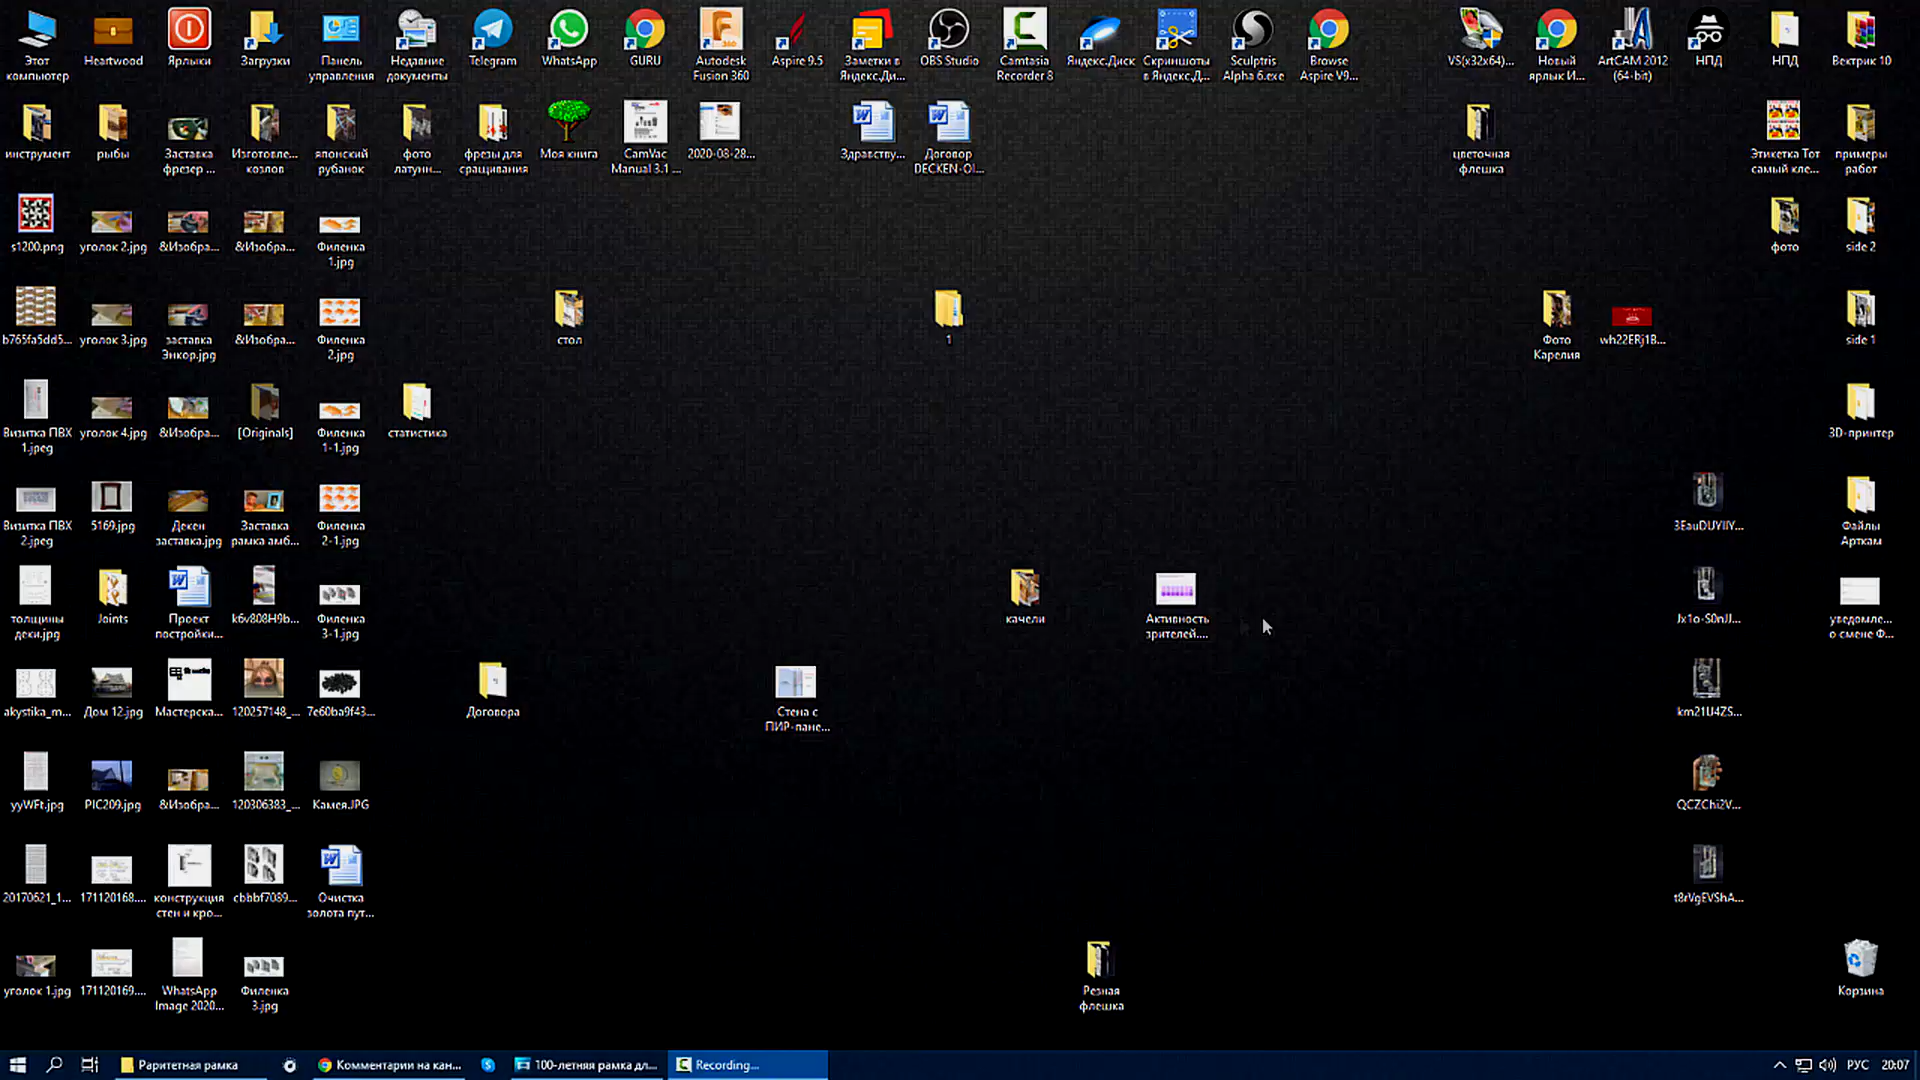 Этот
компьютер
Heartwood
Ярлыки
Загрузки
Панель
управления
Недавние
документы
Telegram
WhatsApp
GURU
Autodesk
Fusion 360
Aspire 9.5
Заметки в
Яндекс.Ди...
OBS Studio
Camtasia
Recorder 8
Яндекс.Диск
Скриншоты
в Яндекс.Д...
Sculptris
Alpha 6.exe
Browse
Aspire V9...
VS(x32x64)...
Новый
ярлык И...
ArtCAM 2012
(64-bit)
НПД
НПД
Вектрик 10
инструмент
рыбы
Заставка
фрезер ...
Изготовле...
козлов
японский
рубанок
фото
латунн...
фрезы для
сращивания
Моя книга
CamVac
Manual 3.1 ...
2020-08-28...
Здравству...
Договор
DECKEN-OI...
цветочная
флешка
Этикетка Тот
самый кле...
примеры
работ
s1200.png
уголок 2.jpg
&Изобра...
&Изобра...
Филенка
1.jpg
фото
side 2
b765fa5dd5...
уголок 3.jpg
заставка
Энкор.jpg
&Изобра...
Филенка
2.jpg
стол
1
Фото
Карелия
wh22ERj1B...
side 1
Визитка ПВХ
1.jpeg
уголок 4.jpg
&Изобра...
[Originals]
Филенка
1-1.jpg
статистика
3D-принтер
Визитка ПВХ
2.jpeg
5169.jpg
Декен
заставка.jpg
Заставка
рамка амб...
Филенка
2-1.jpg
Файлы
Арткам
толщины
деки.jpg
Joints
Проект
постройки...
k6v808H9b...
Филенка
3-1.jpg
качели
Активность
зрителей....
Jx1o-S0nJJ...
уведомле...
о смене Ф...
akystika_m...
Дом 12.jpg
Мастерска...
120257148_...
7e60ba9f43...
Договора
Стена с
ПИР-пане...
km21U4ZS...
yyWFt.jpg
PIC209.jpg
&Изобра...
120306383_...
Камея.JPG
QCZChi2V...
20170621_1...
171120168....
конструкция
стен и кро...
cbbbf7089...
Очистка
золота пут...
t8rVgEVShA...
уголок 1.jpg
171120169....
WhatsApp
Image 2020...
Филенка
3.jpg
Резная
флешка
Корзина
Раритетная рамка
Комментарии на кан...
100-летняя рамка дл...
Recording...
РУС
20:07